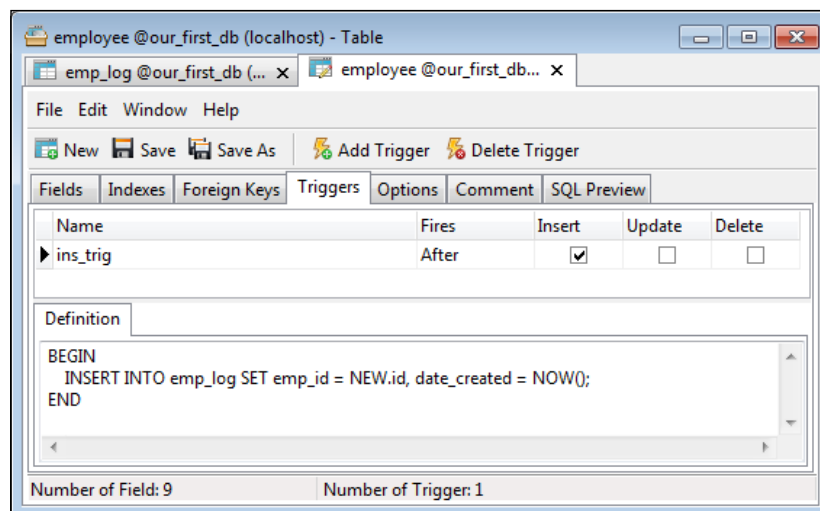 employee @our_first_db (localhost) - Table
emp_log @our_first_db (... x employee @our_first_db... x
File Edit Window Help
New Save Save As Add Trigger Delete Trigger
Fields Indexes Foreign Keys Triggers Options Comment SQL Preview
Name Fires Insert Update Delete
ins_trig After
Definition
BEGIN
INSERT INTO emp_log SET emp_id = NEW.id, date_created = NOW();
END
Number of Field: 9 Number of Trigger: 1